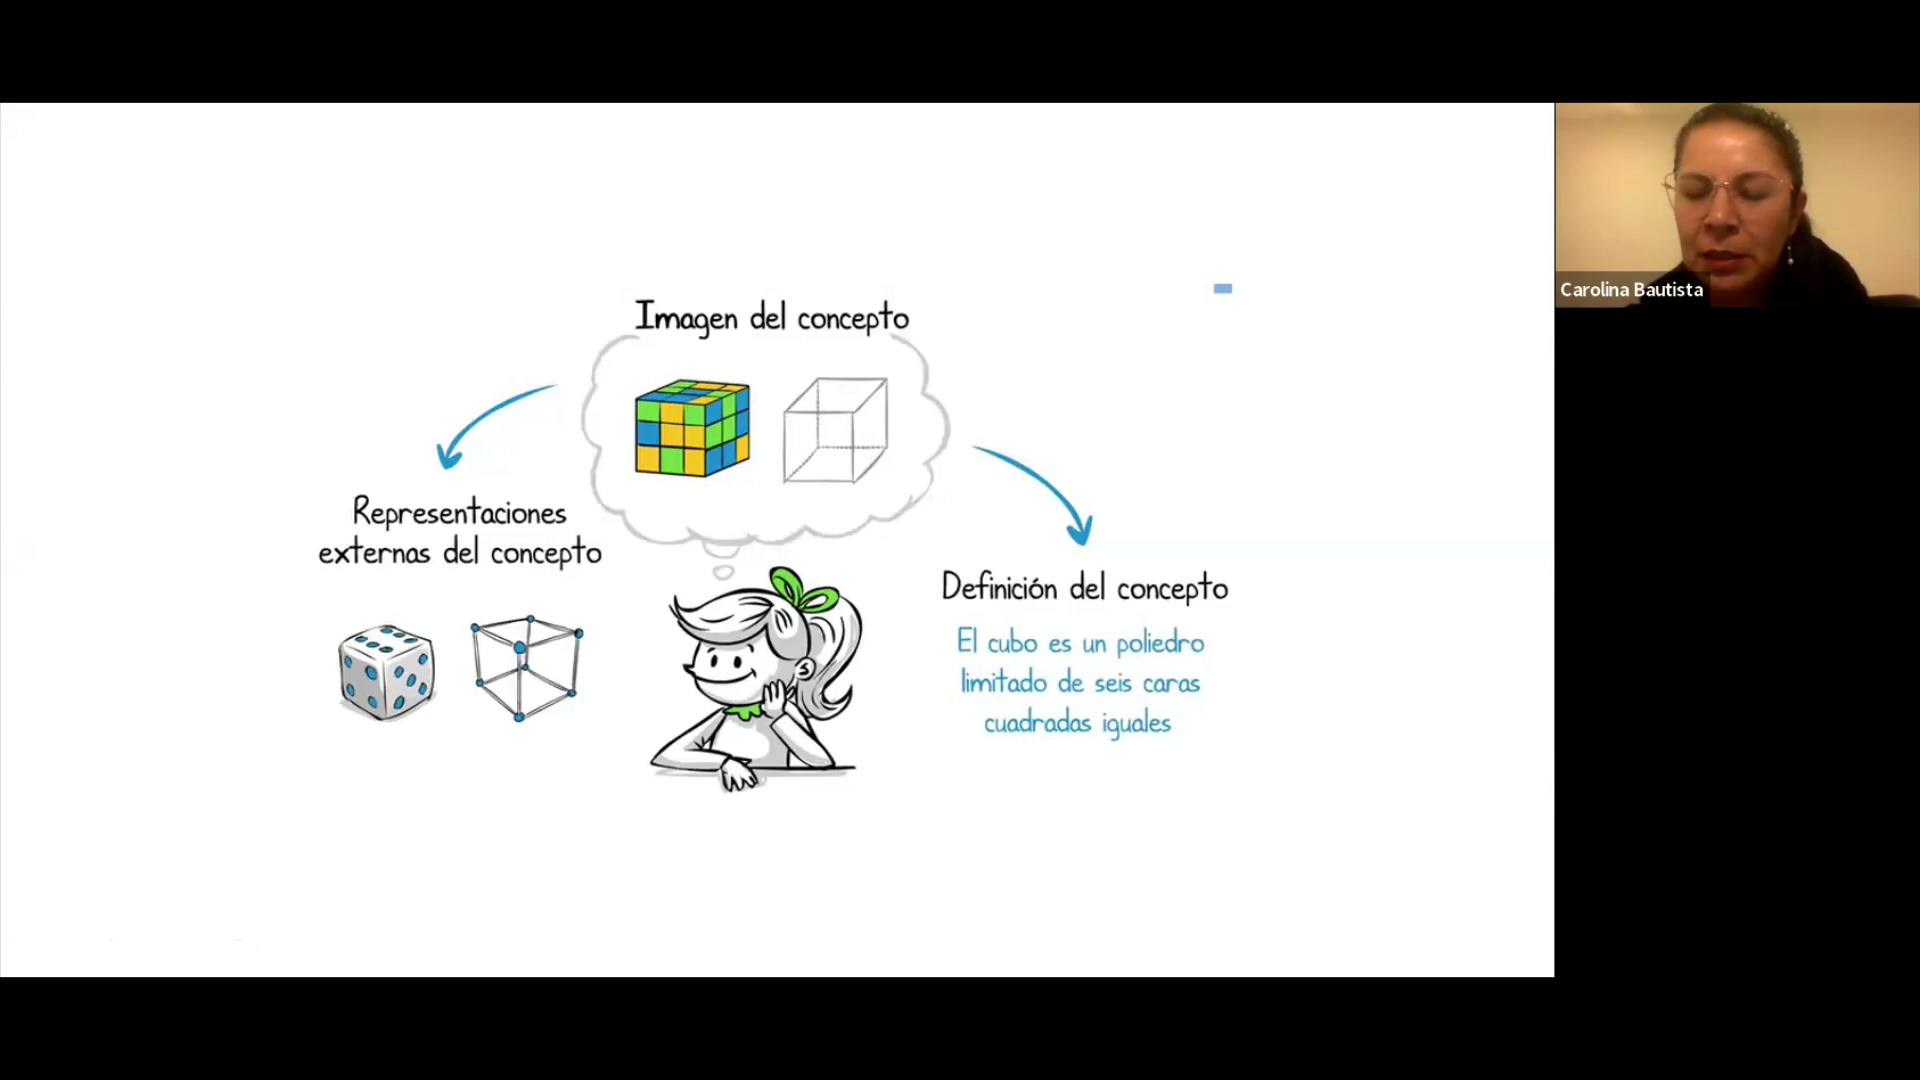 Imagen del concepto
Representaciones
externas del concepto
Definición del concepto
El cubo es un poliedro
limitado de seis caras
cuadradas iguales
Carolina Bautista